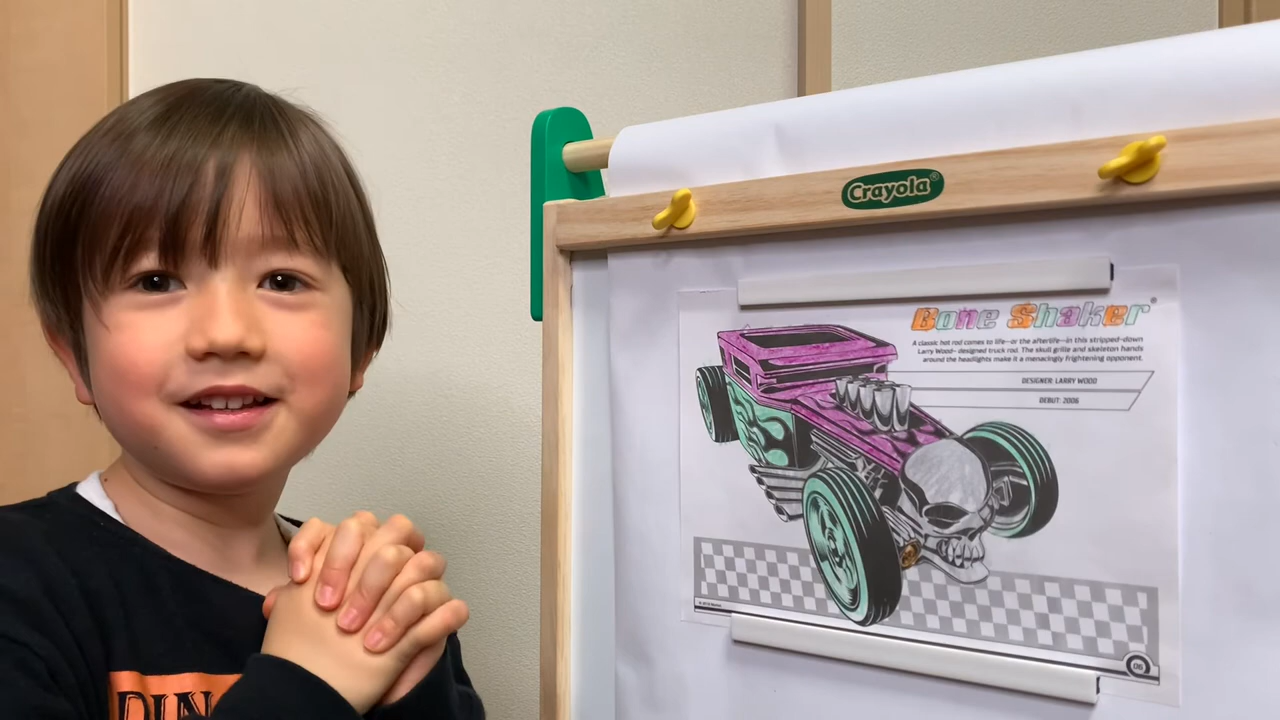 Crayola®
Bone Shaker®
A classic hot rod comes to life—or the afterlife—in this stripped-down
Larry Wood–designed truck rod. The skull grille and skeleton hands
around the headlights make it a menacingly frightening opponent.
DESIGNER: LARRY WOOD
DEBUT: 2006
06
DINO